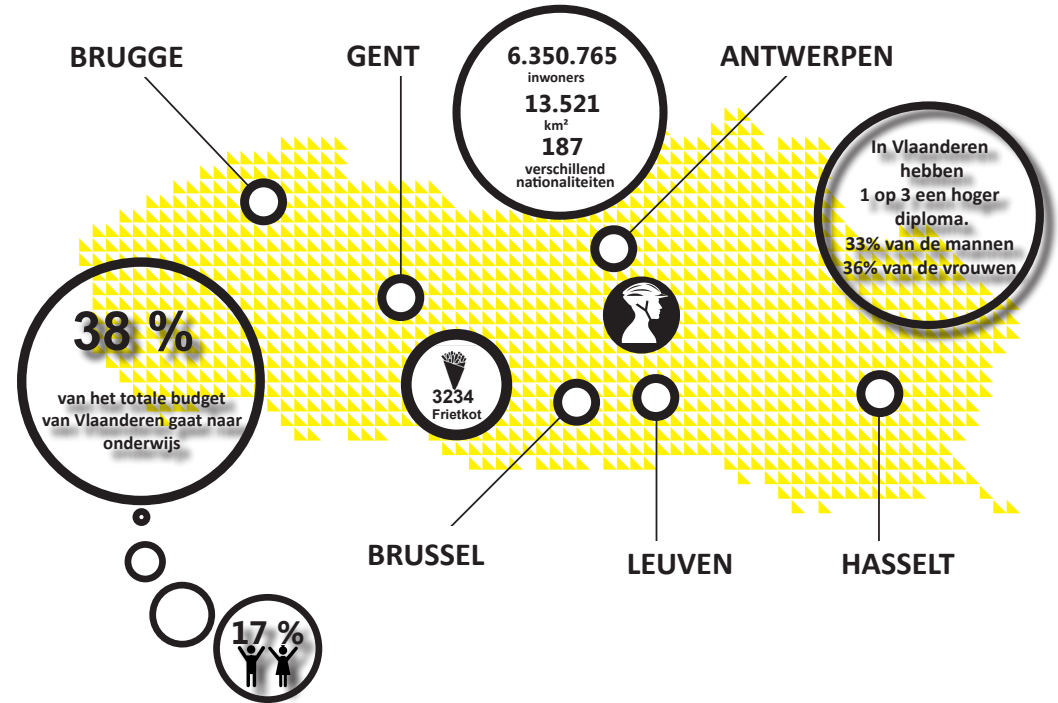 BRUGGE
GENT
6.350.765
inwoners
13.521
km²
187
verschillend
nationaliteiten
ANTWERPEN
In Vlaanderen
hebben
1 op 3 een hoger
diploma.
33% van de mannen
36% van de vrouwen
38 %
van het totale budget
van Vlaanderen gaat naar
onderwijs
3234
Frietkot
BRUSSEL
LEUVEN
HASSELT
17 %